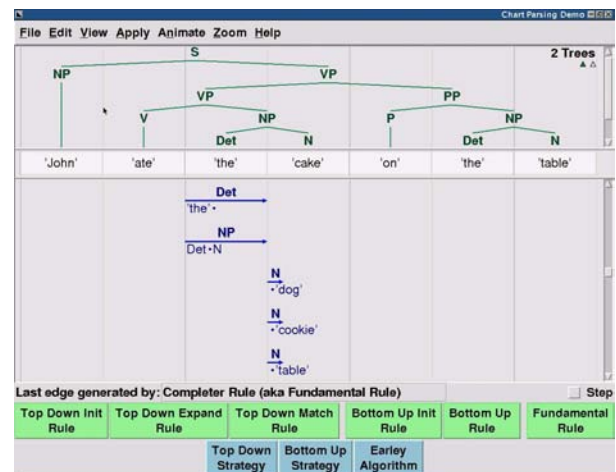 Chart Parsing Demo
File Edit View Apply Animate Zoom Help
S
2 Trees
NP VP
VP PP
V NP P NP
Det N Det N
'John' 'ate' 'the' 'cake' 'on' 'the' 'table'
Det
'the'•
NP
Det•N
N
•'dog'
N
•'cookie'
N
•'table'
Last edge generated by: Completer Rule (aka Fundamental Rule) Step
Top Down Init Rule
Top Down Expand Rule
Top Down Match Rule
Bottom Up Init Rule
Bottom Up Rule
Fundamental Rule
Top Down Strategy
Bottom Up Strategy
Earley Algorithm